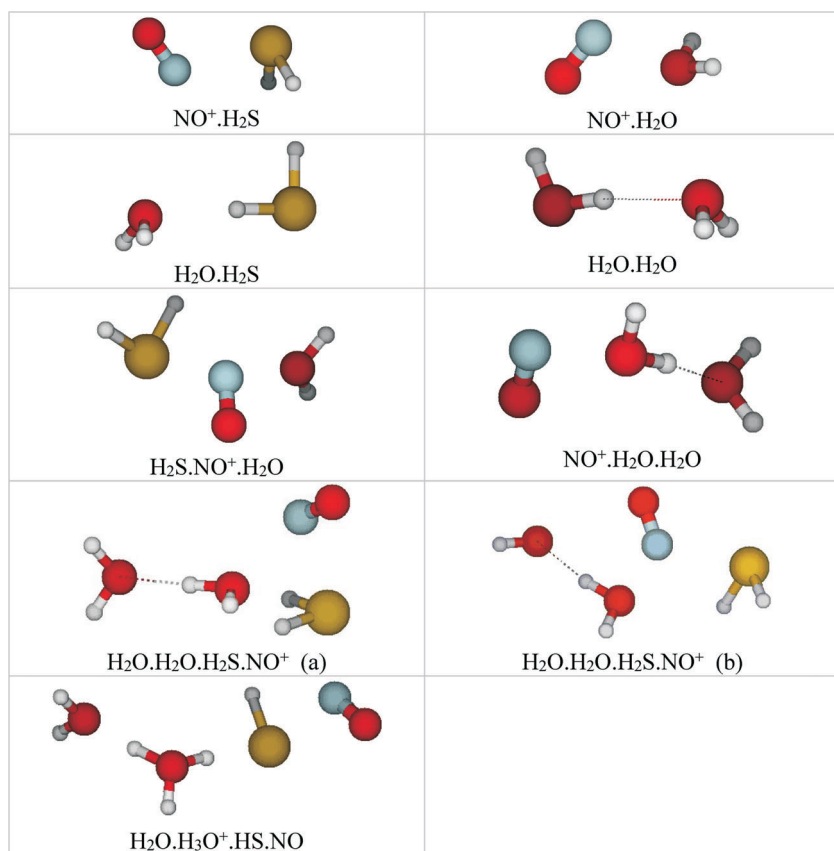 NO⁺.H₂S
NO⁺.H₂O
H₂O.H₂S
H₂O.H₂O
H₂S.NO⁺.H₂O
NO⁺.H₂O.H₂O
H₂O.H₂O.H₂S.NO⁺ (a)
H₂O.H₂O.H₂S.NO⁺ (b)
H₂O.H₃O⁺.HS.NO